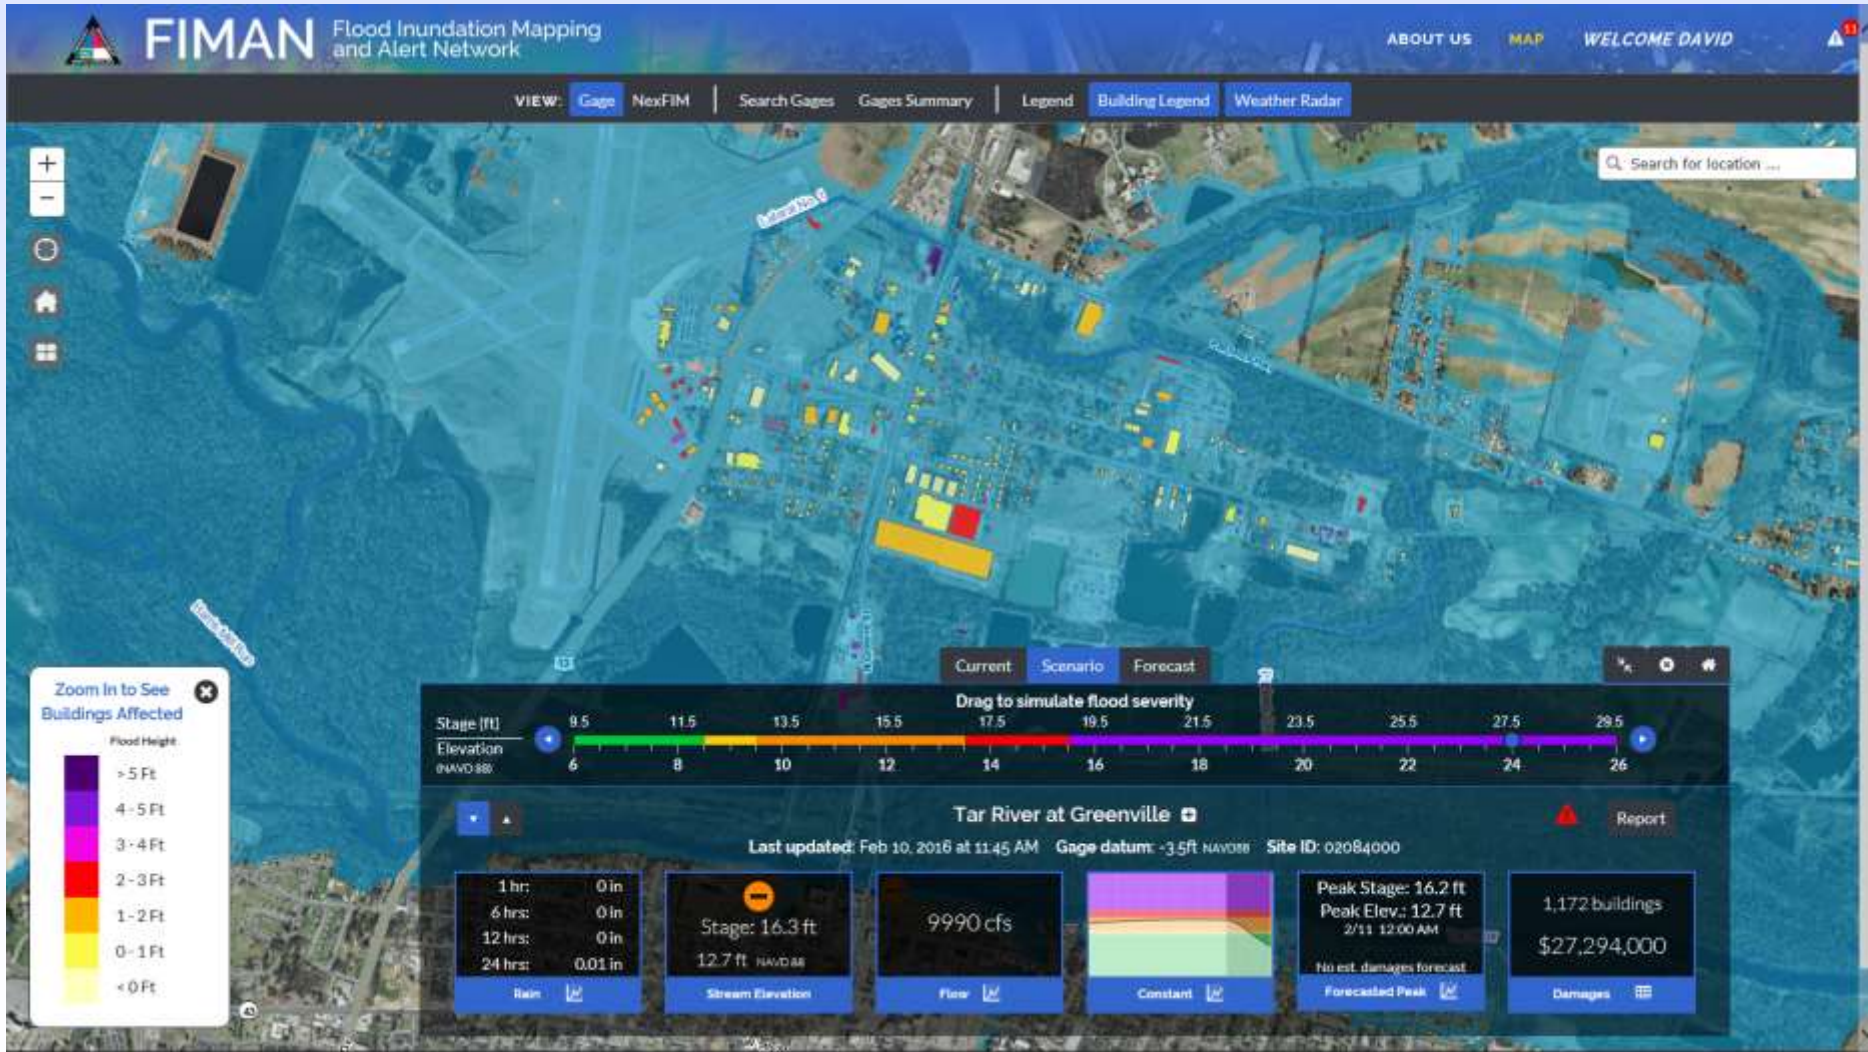 FIMAN
Flood Inundation Mapping
and Alert Network
ABOUT US
MAP
WELCOME DAVID
VIEW:
Gage
NexFIM
Search Gages
Gages Summary
Legend
Building Legend
Weather Radar
+
Search for location ...
−
13
Zoom In to See
Buildings Affected
Flood Height
> 5 Ft
4 - 5 Ft
3 - 4 Ft
2 - 3 Ft
1 - 2 Ft
0 - 1 Ft
< 0 Ft
43
Current
Scenario
Forecast
Drag to simulate flood severity
Stage (ft)
9.5 11.5 13.5 15.5 17.5 19.5 21.5 23.5 25.5 27.5 29.5
Elevation
(NAVD 88)
6 8 10 12 14 16 18 20 22 24 26
Tar River at Greenville
Report
Last updated: Feb 10, 2016 at 11:45 AM Gage datum: -3.5ft NAVD88 Site ID: 02084000
1 hr: 0 in
6 hrs: 0 in
12 hrs: 0 in
24 hrs: 0.01 in
Rain
Stage: 16.3 ft
12.7 ft NAVD 88
Stream Elevation
9990 cfs
Flow
Constant
Peak Stage: 16.2 ft
Peak Elev.: 12.7 ft
2/11 12:00 AM
No est. damages forecast
Forecasted Peak
1,172 buildings
$27,294,000
Damages